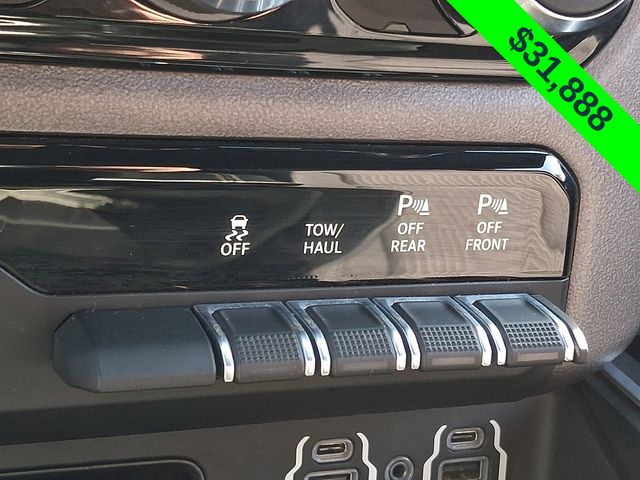 $31,888
OFF
TOW/
HAUL
P
OFF
REAR
P
OFF
FRONT